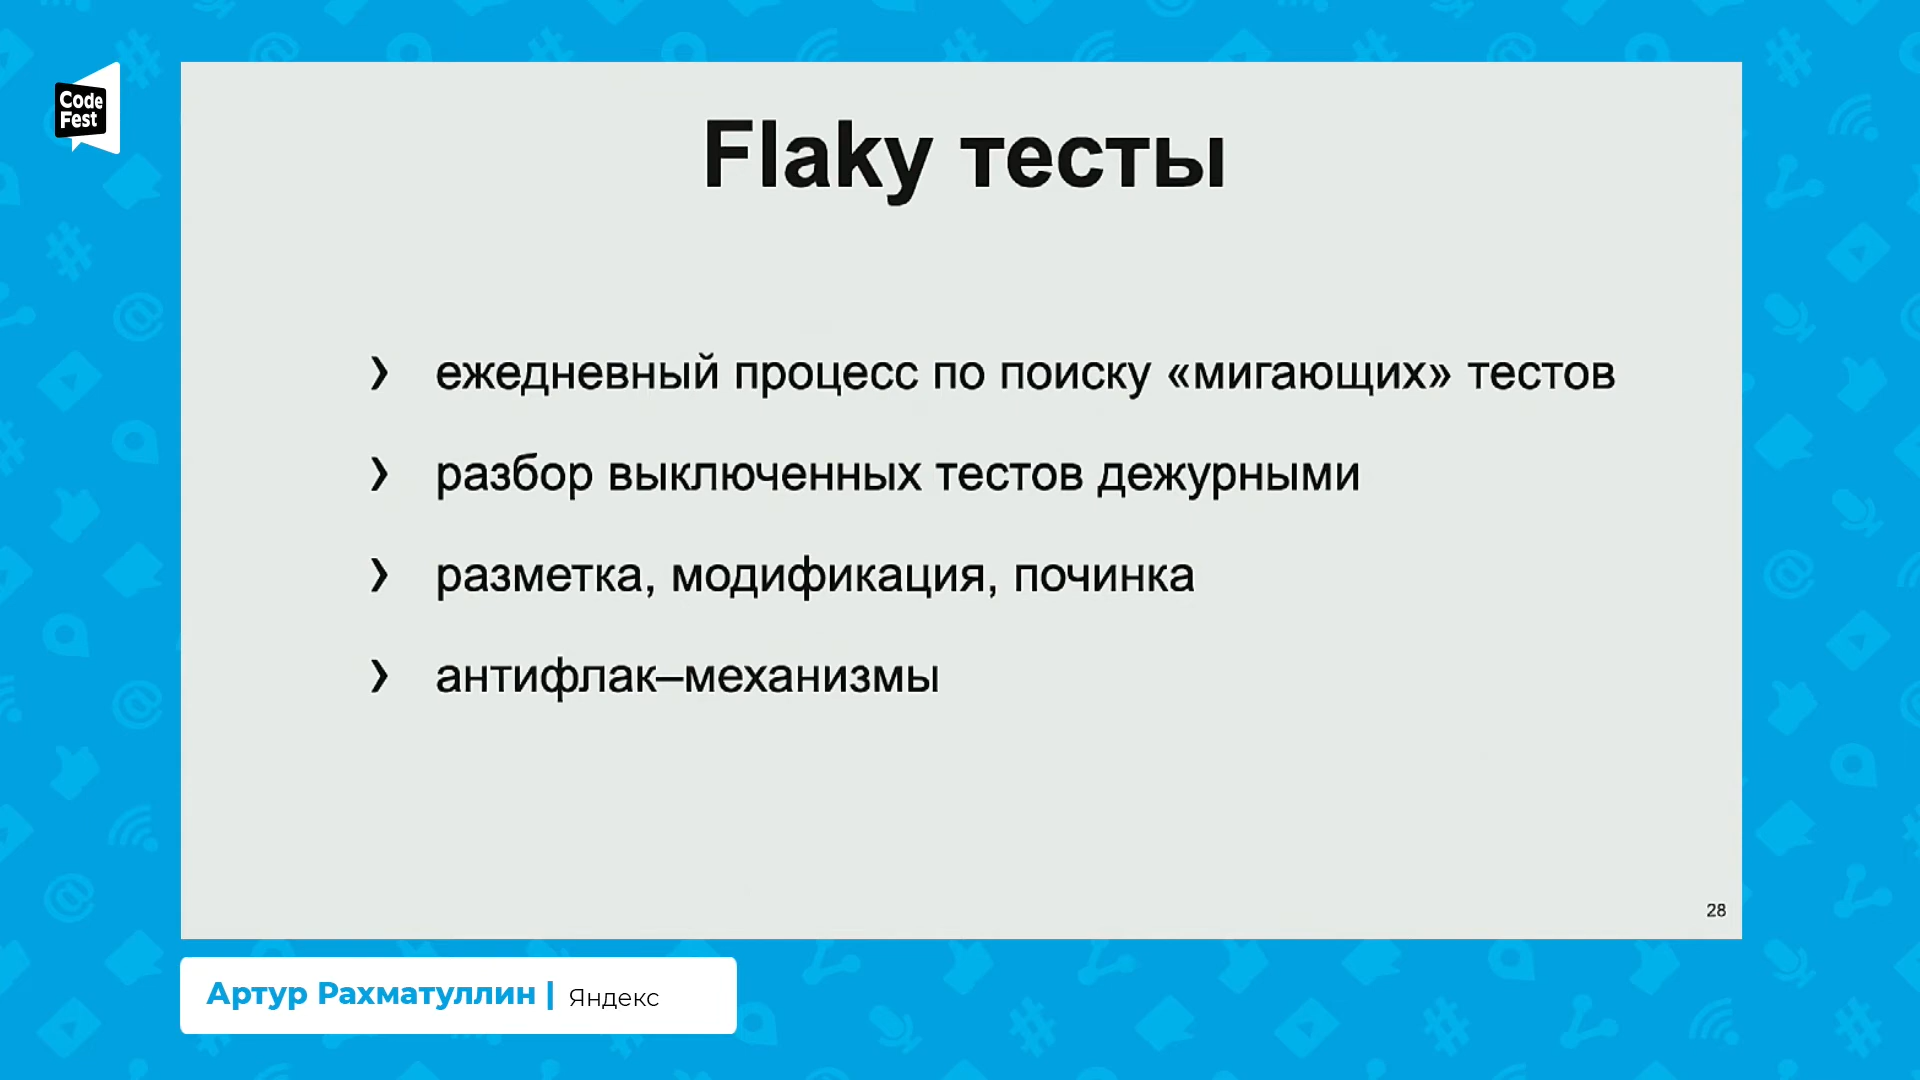 Code
Fest
Flaky тесты
❯ ежедневный процесс по поиску «мигающих» тестов
❯ разбор выключенных тестов дежурными
❯ разметка, модификация, починка
❯ антифлак–механизмы
28
Артур Рахматуллин | Яндекс